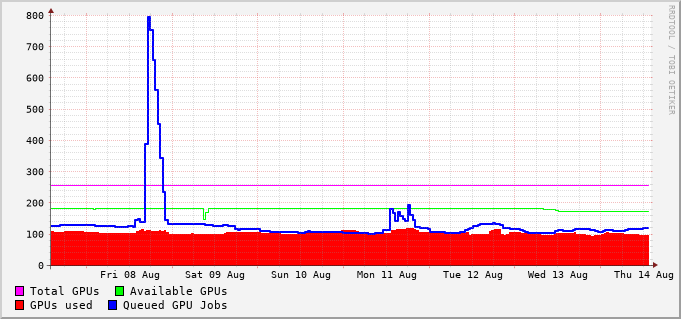 800
700
600
500
400
300
200
100
0
Fri 08 Aug Sat 09 Aug Sun 10 Aug Mon 11 Aug Tue 12 Aug Wed 13 Aug Thu 14 Aug
Total GPUs Available GPUs
GPUs used Queued GPU Jobs
RRDTOOL / TOBI OETIKER